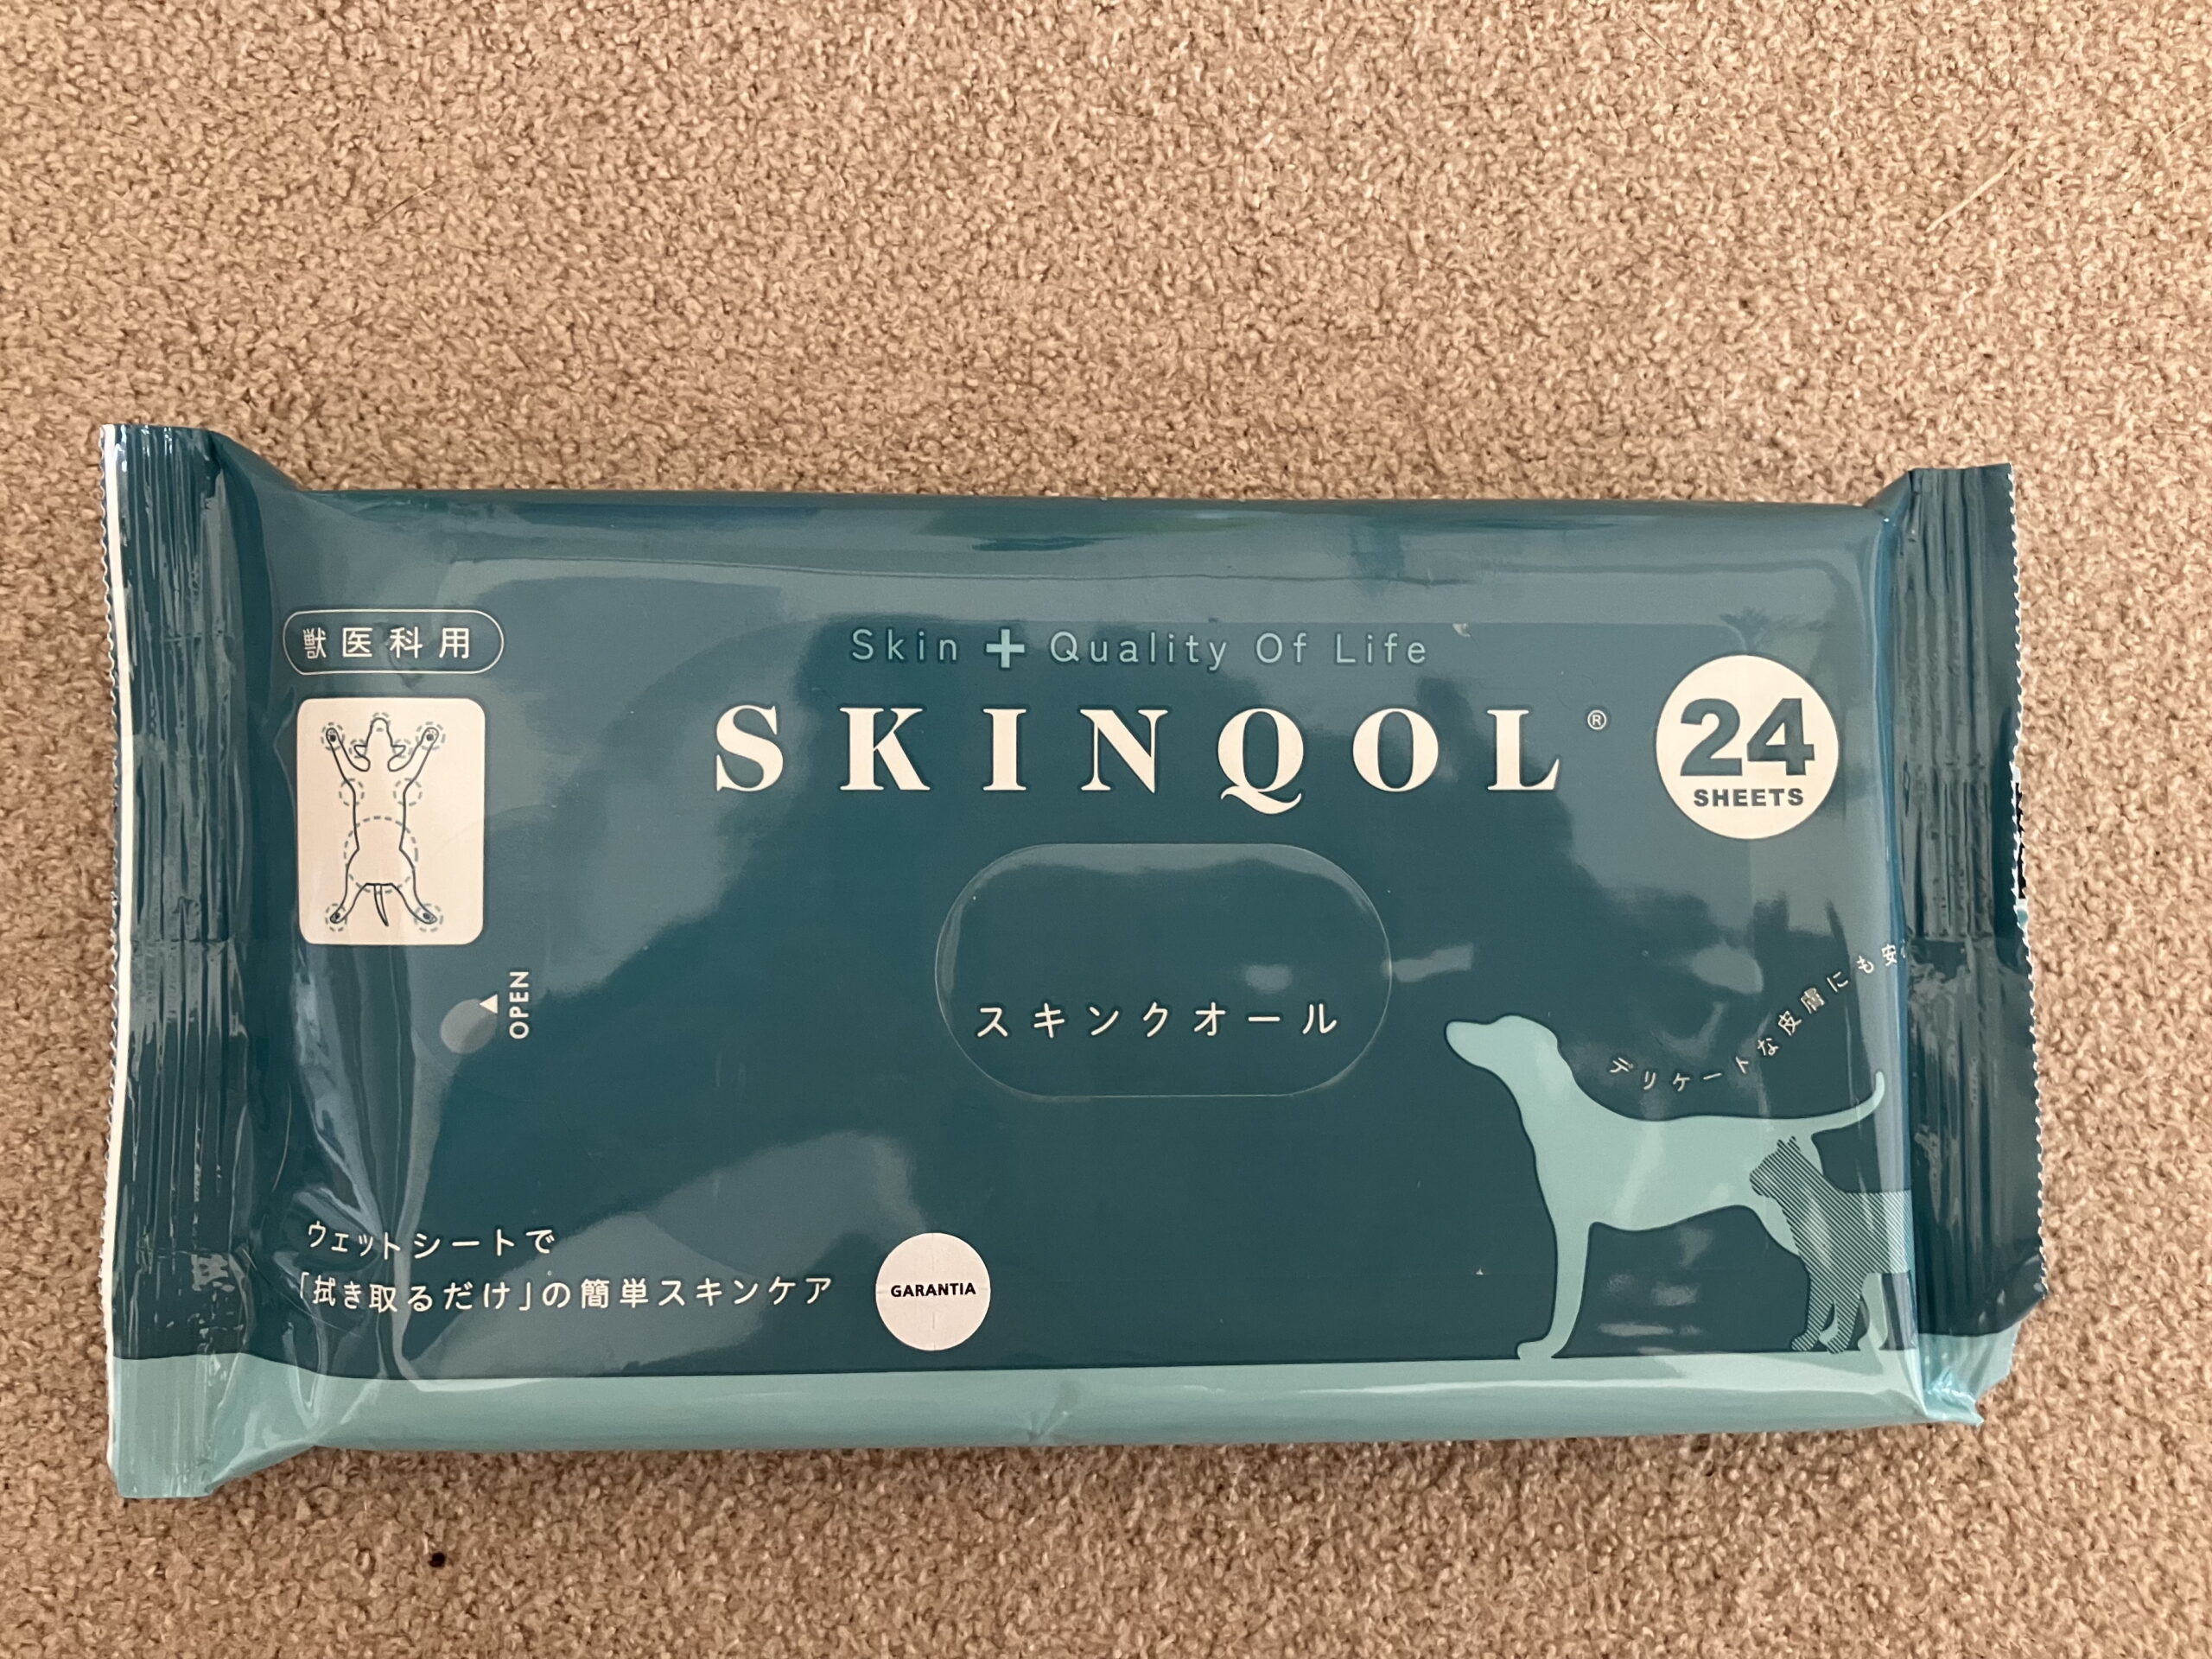 獣医科用
Skin + Quality Of Life
SKINQOL®
24
SHEETS
OPEN
スキンクオール
デリケートな皮膚にも安
ウェットシートで
「拭き取るだけ」の簡単スキンケア
GARANTIA